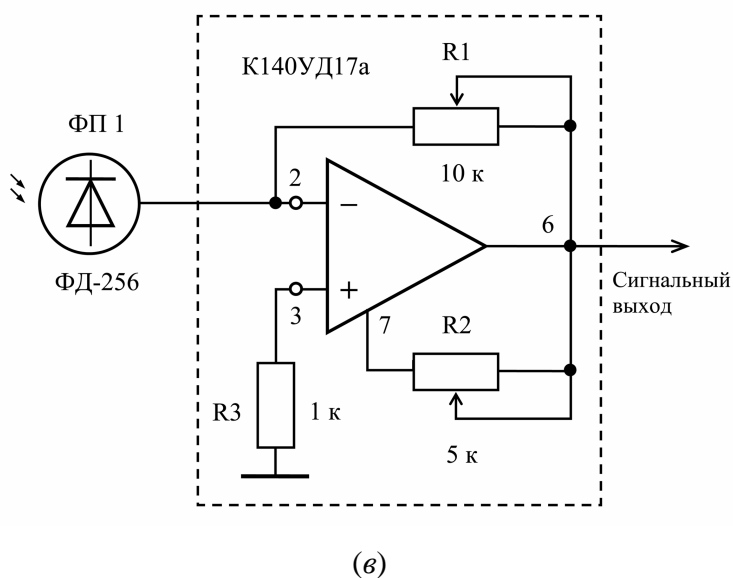 К140УД17а
R1
ФП 1
10 к
2
−
6
ФД-256
Сигнальный
выход
3
+
7
R2
R3
1 к
5 к
(в)